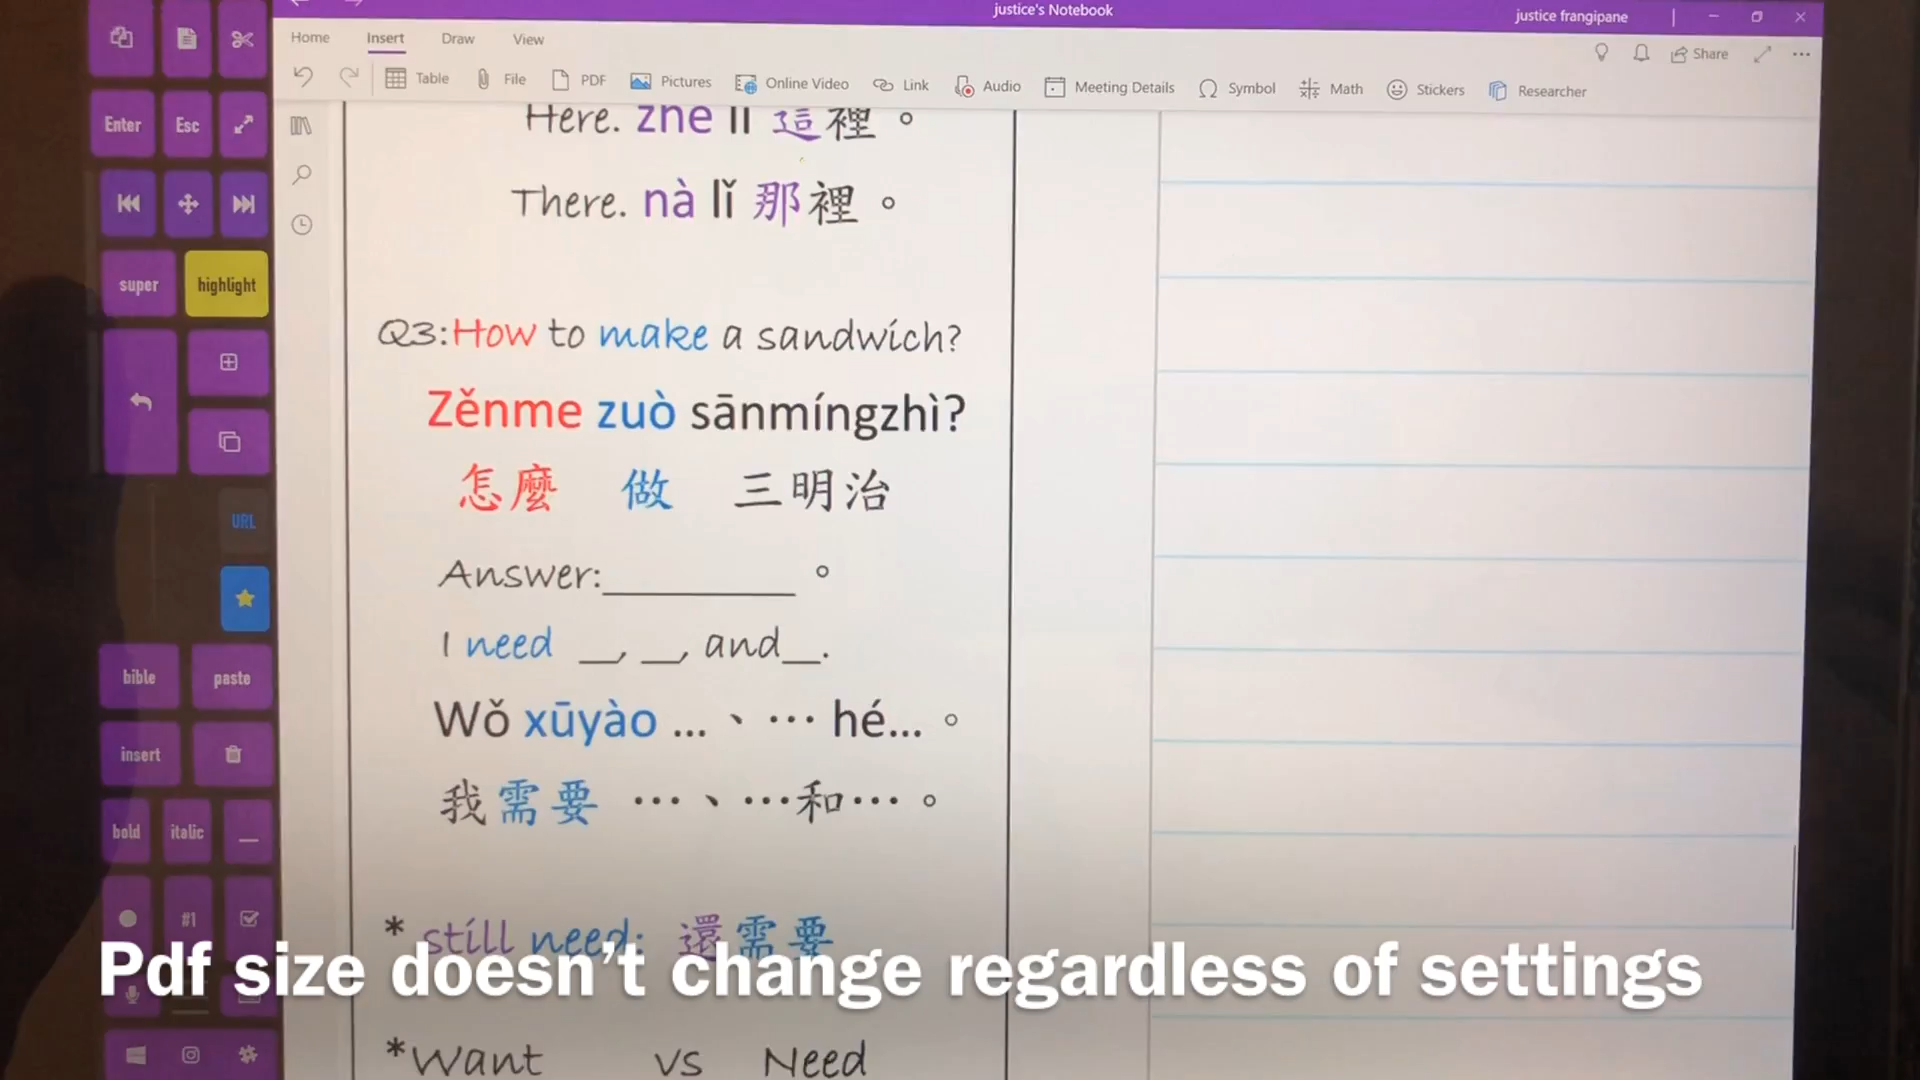 justice's Notebook
justice frangipane
Home Insert Draw View
Share
Table File PDF Pictures Online Video Link Audio Meeting Details Symbol Math Stickers Researcher
Enter Esc
super highlight
URL
bible paste
insert
bold italic
#1
Here. zhe lǐ 這裡。
There. nà lǐ 那裡。
Q3:How to make a sandwich?
Zěnme zuò sānmíngzhì?
怎麼 做 三明治
Answer:__________ 。
I need __, __, and__.
Wǒ xūyào ... 、 … hé... 。
我需要 … 、…和… 。
* still need: 還需要
Pdf size doesn't change regardless of settings
*Want vs Need